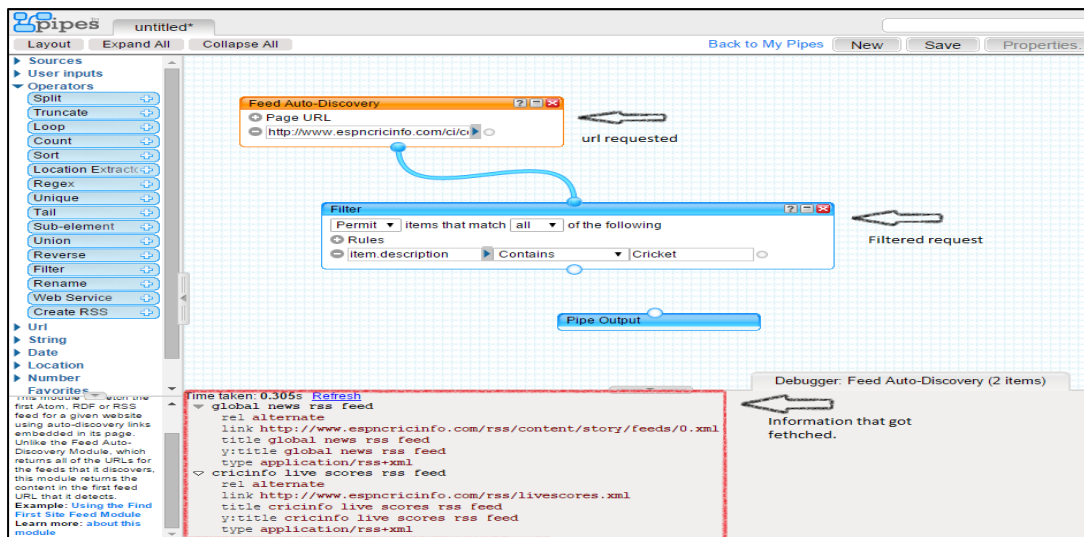 pipes™
untitled*
Layout Expand All Collapse All
Back to My Pipes New Save Properties...
Sources
User inputs
Operators
Split
Truncate
Loop
Count
Sort
Location Extract
Regex
Unique
Tail
Sub-element
Union
Reverse
Filter
Rename
Web Service
Create RSS
Url
String
Date
Location
Number
Favorites
Feed Auto-Discovery
Page URL
http://www.espncricinfo.com/ci/c
url requested
Filter
Permit items that match all of the following
Rules
item.description Contains Cricket
Filtered request
Pipe Output
This module
first Atom, RDF or RSS
feed for a given website
using auto-discovery links
embedded in its page.
Unlike the Feed Auto-
Discovery Module, which
returns all of the URLs for
the feeds that it discovers,
this module returns the
content in the first feed
URL that it detects.
Example: Using the Find
First Site Feed Module
Learn more: about this
module
Debugger: Feed Auto-Discovery (2 items)
Time taken: 0.305s Refresh
global news rss feed
rel alternate
link http://www.espncricinfo.com/rss/content/story/feeds/0.xml
title global news rss feed
y:title global news rss feed
type application/rss+xml
cricinfo live scores rss feed
rel alternate
link http://www.espncricinfo.com/rss/livescores.xml
title cricinfo live scores rss feed
y:title cricinfo live scores rss feed
type application/rss+xml
Information that got
fethched.